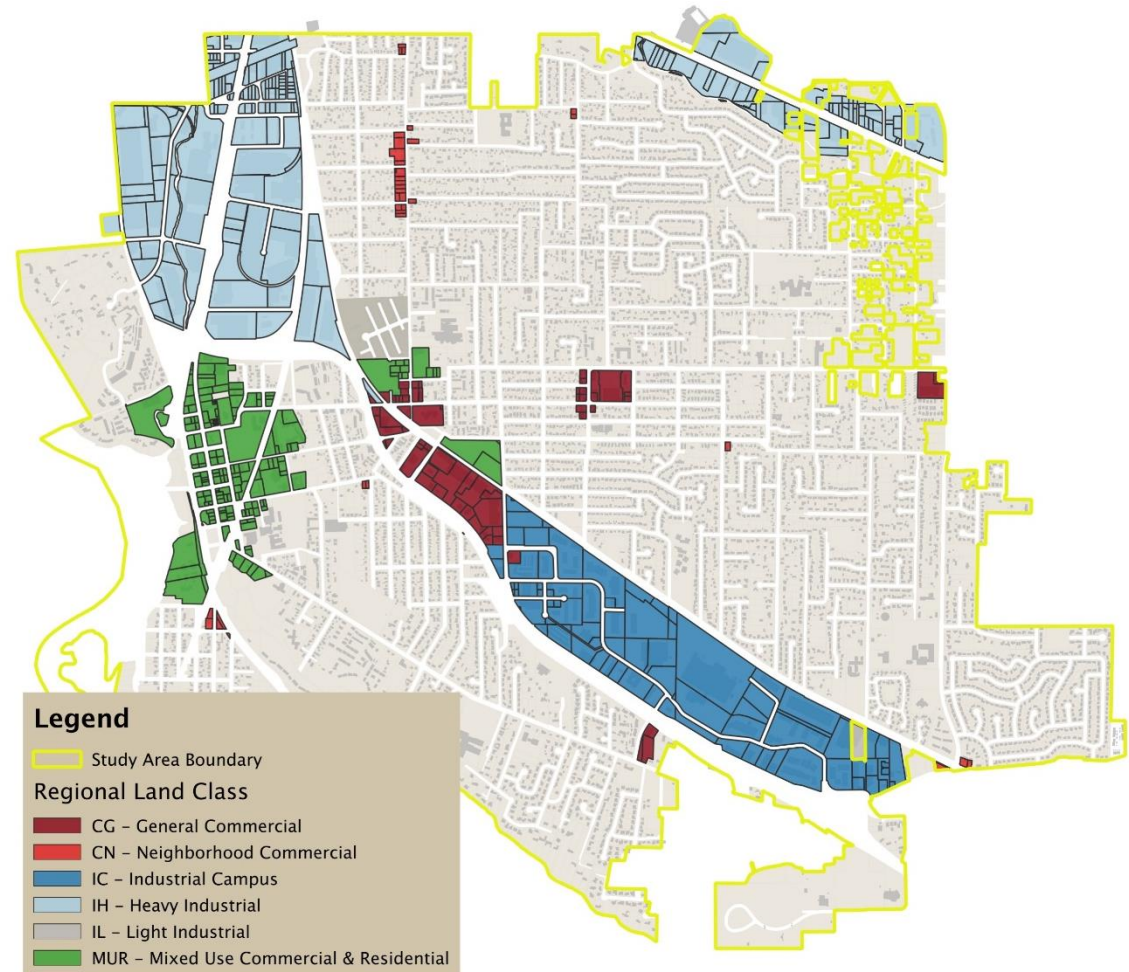 Legend
Study Area Boundary
Regional Land Class
CG – General Commercial
CN – Neighborhood Commercial
IC – Industrial Campus
IH – Heavy Industrial
IL – Light Industrial
MUR – Mixed Use Commercial & Residential